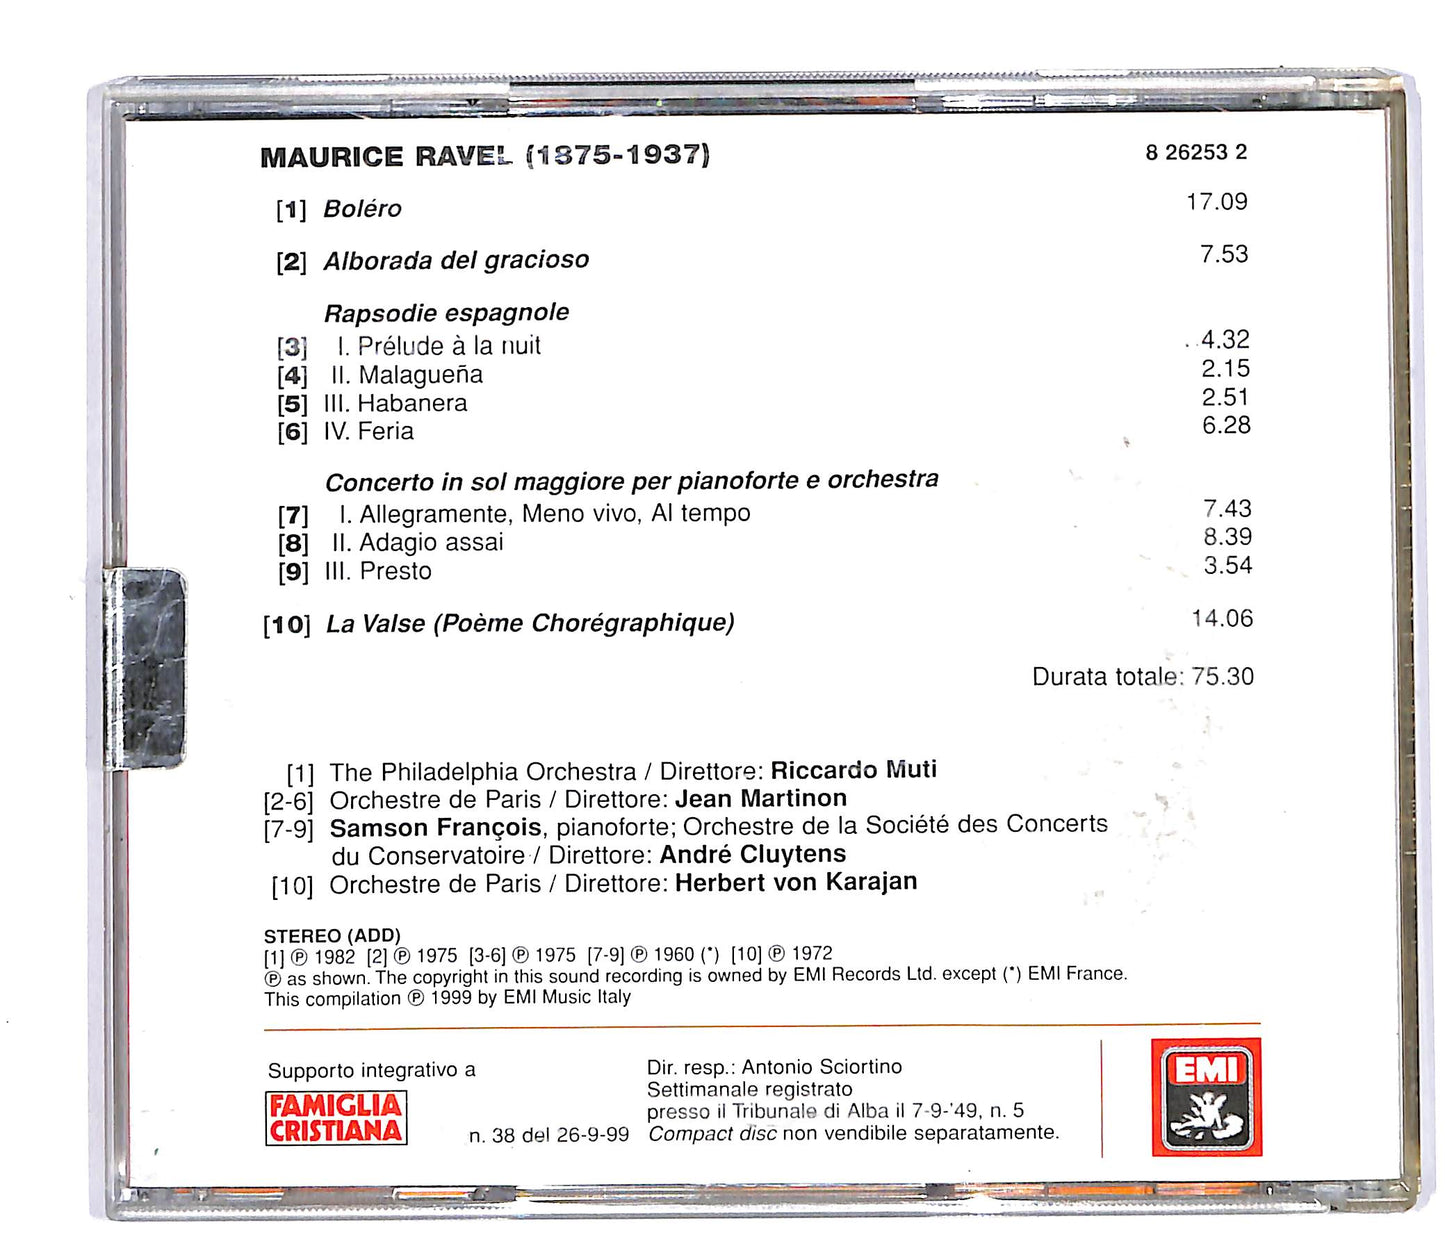 MAURICE RAVEL (1875-1937) 8 26253 2
[1] Boléro 17.09
[2] Alborada del gracioso 7.53
Rapsodie espagnole
[3] I. Prélude à la nuit 4.32
[4] II. Malagueña 2.15
[5] III. Habanera 2.51
[6] IV. Feria 6.28
Concerto in sol maggiore per pianoforte e orchestra
[7] I. Allegramente, Meno vivo, Al tempo 7.43
[8] II. Adagio assai 8.39
[9] III. Presto 3.54
[10] La Valse (Poème Chorégraphique) 14.06
Durata totale: 75.30
[1] The Philadelphia Orchestra / Direttore: Riccardo Muti
[2-6] Orchestre de Paris / Direttore: Jean Martinon
[7-9] Samson François, pianoforte; Orchestre de la Société des Concerts
du Conservatoire / Direttore: André Cluytens
[10] Orchestre de Paris / Direttore: Herbert von Karajan
STEREO (ADD)
[1] ℗ 1982 [2] ℗ 1975 [3-6] ℗ 1975 [7-9] ℗ 1960 (*) [10] ℗ 1972
℗ as shown. The copyright in this sound recording is owned by EMI Records Ltd. except (*) EMI France.
This compilation ℗ 1999 by EMI Music Italy
Supporto integrativo a
FAMIGLIA
CRISTIANA
n. 38 del 26-9-99
Dir. resp.: Antonio Sciortino
Settimanale registrato
presso il Tribunale di Alba il 7-9-'49, n. 5
Compact disc non vendibile separatamente.
EMI